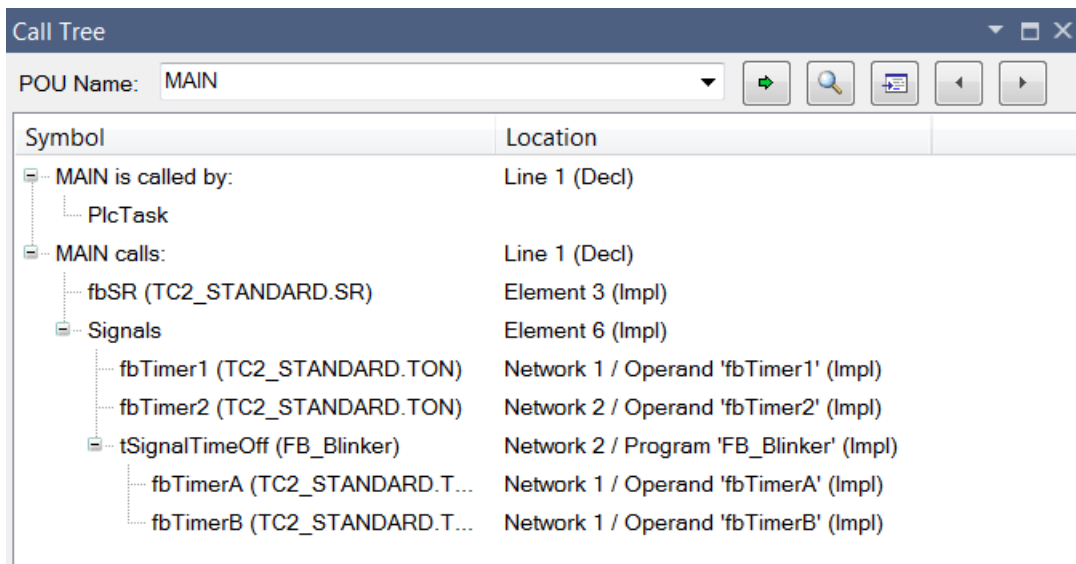 Call Tree
POU Name: MAIN
Symbol Location
MAIN is called by: Line 1 (Decl)
PlcTask
MAIN calls: Line 1 (Decl)
fbSR (TC2_STANDARD.SR) Element 3 (Impl)
Signals Element 6 (Impl)
fbTimer1 (TC2_STANDARD.TON) Network 1 / Operand 'fbTimer1' (Impl)
fbTimer2 (TC2_STANDARD.TON) Network 2 / Operand 'fbTimer2' (Impl)
tSignalTimeOff (FB_Blinker) Network 2 / Program 'FB_Blinker' (Impl)
fbTimerA (TC2_STANDARD.T... Network 1 / Operand 'fbTimerA' (Impl)
fbTimerB (TC2_STANDARD.T... Network 1 / Operand 'fbTimerB' (Impl)